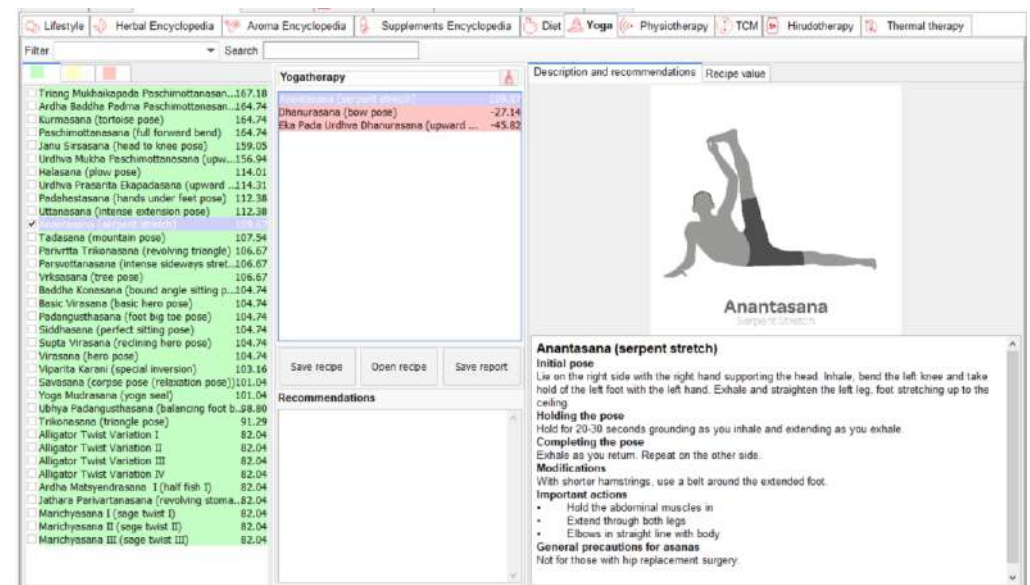 Lifestyle Herbal Encyclopedia Aroma Encyclopedia Supplements Encyclopedia Diet Yoga Physiotherapy TCM Hirudotherapy Thermal therapy
Filter Search
Triang Mukhaikapada Paschimottanasan...167.18
Ardha Baddha Padma Paschimottanasan...164.74
Kurmasana (tortoise pose) 164.74
Paschimottanasana (full forward bend) 164.74
Janu Sirsasana (head to knee pose) 159.05
Urdhva Mukha Paschimottanasana (upw...156.94
Halasana (plow pose) 114.01
Urdhva Prasarita Ekapadasana (upward ...114.31
Padahastasana (hands under feet pose) 112.38
Uttanasana (intense extension pose) 112.38
Anantasana (serpent stretch)
Tadasana (mountain pose) 107.54
Parivrtta Trikonasana (revolving triangle) 106.67
Parsvottanasana (intense sideways stret...106.67
Vrksasana (tree pose) 106.67
Baddha Konasana (bound angle sitting p...104.74
Basic Virasana (basic hero pose) 104.74
Padangusthasana (foot big toe pose) 104.74
Siddhasana (perfect sitting pose) 104.74
Supta Virasana (reclining hero pose) 104.74
Virasana (hero pose) 104.74
Viparita Karani (special inversion) 103.16
Savasana (corpse pose (relaxation pose))101.04
Yoga Mudrasana (yoga seal) 101.04
Ubhya Padangusthasana (balancing foot b...98.80
Trikonasana (triangle pose) 91.29
Alligator Twist Variation I 82.04
Alligator Twist Variation II 82.04
Alligator Twist Variation III 82.04
Alligator Twist Variation IV 82.04
Ardha Matsyendrasana I (half fish I) 82.04
Jathara Parivartanasana (revolving stoma...82.04
Marichyasana I (sage twist I) 82.04
Marichyasana II (sage twist II) 82.04
Marichyasana III (sage twist III) 82.04
Yogatherapy
Anantasana (serpent stretch)
Dhanurasana (bow pose) -27.14
Eka Pada Urdhva Dhanurasana (upward ... -45.82
Save recipe Open recipe Save report
Recommendations
Description and recommendations Recipe value
Anantasana
Serpent Stretch
Anantasana (serpent stretch)
Initial pose
Lie on the right side with the right hand supporting the head. Inhale, bend the left knee and take
hold of the left foot with the left hand. Exhale and straighten the left leg, foot stretching up to the
ceiling.
Holding the pose
Hold for 20-30 seconds grounding as you inhale and extending as you exhale.
Completing the pose
Exhale as you return. Repeat on the other side.
Modifications
With shorter hamstrings, use a belt around the extended foot.
Important actions
• Hold the abdominal muscles in
• Extend through both legs
• Elbows in straight line with body
General precautions for asanas
Not for those with hip replacement surgery.